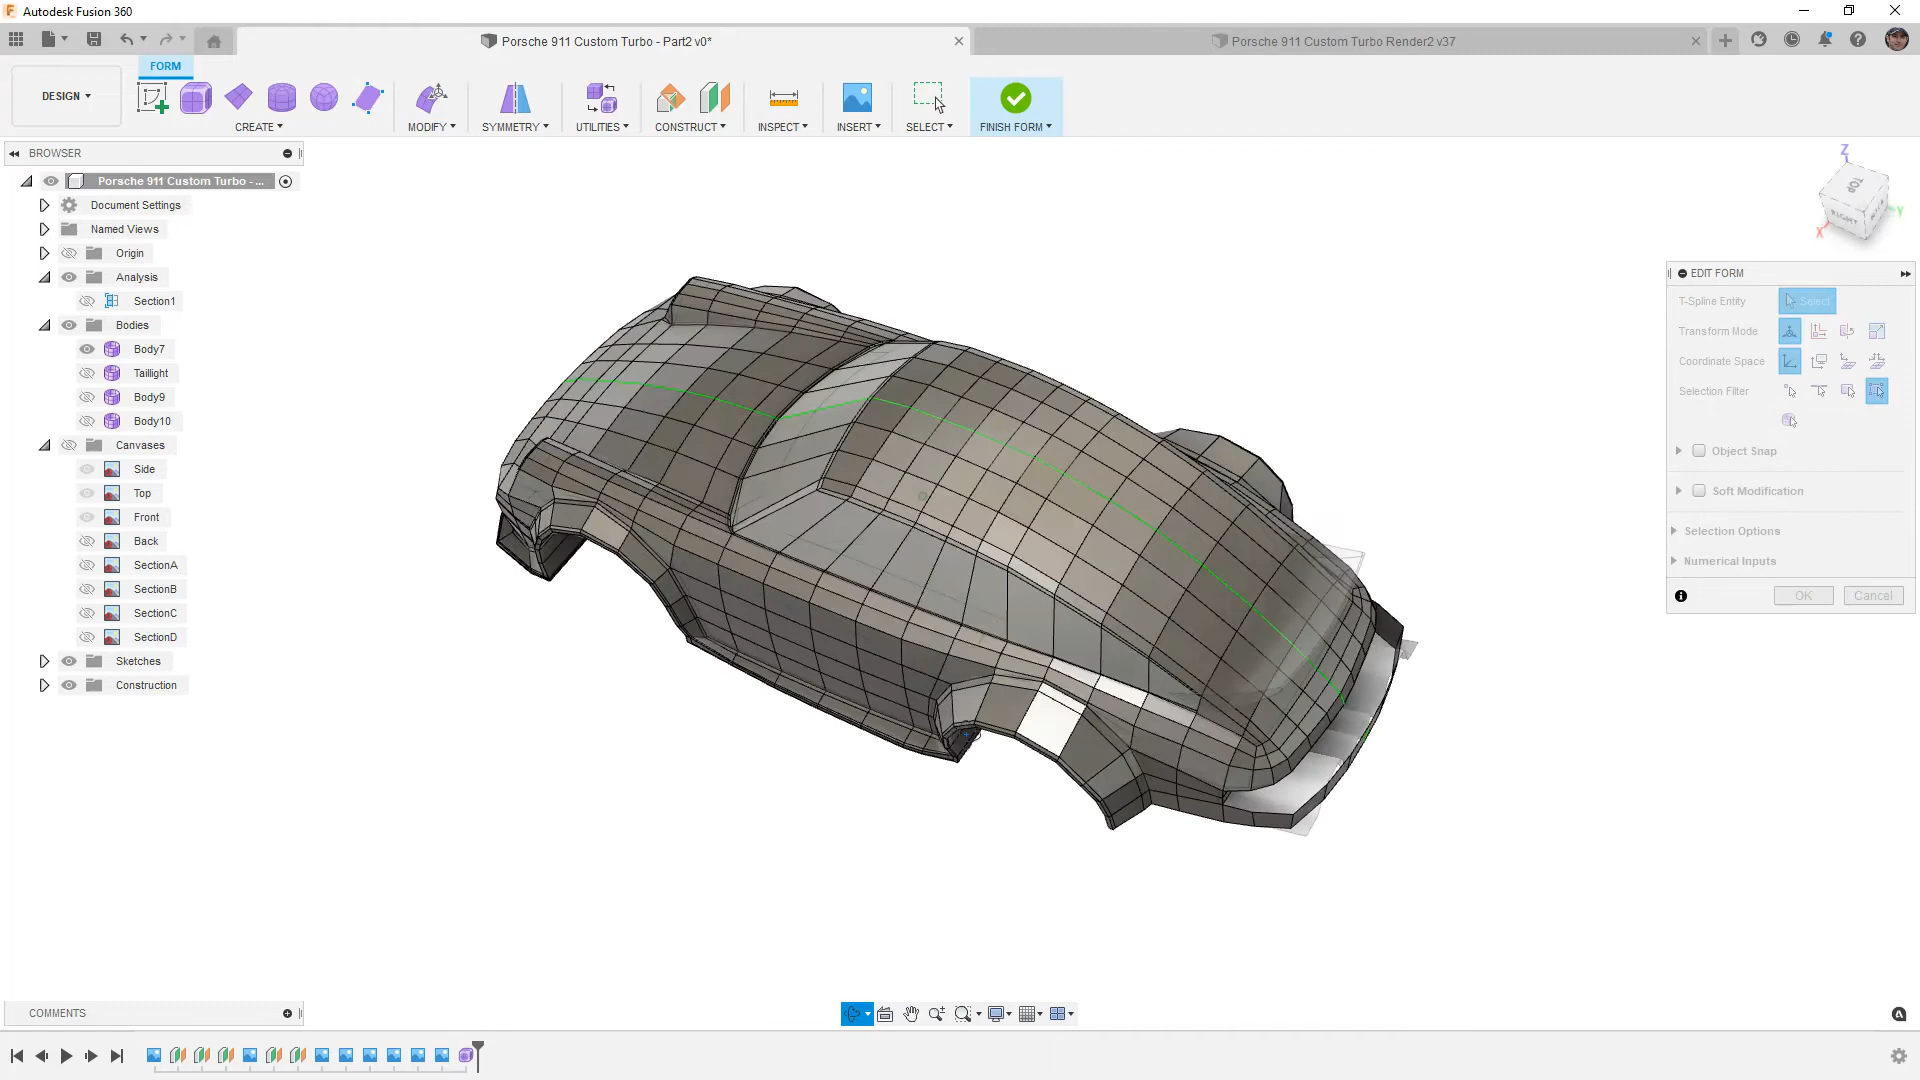 Autodesk Fusion 360
Porsche 911 Custom Turbo - Part2 v0*
Porsche 911 Custom Turbo Render2 v37
FORM
DESIGN
CREATE
MODIFY
SYMMETRY
UTILITIES
CONSTRUCT
INSPECT
INSERT
SELECT
FINISH FORM
BROWSER
Porsche 911 Custom Turbo - ...
Document Settings
Named Views
Origin
Analysis
Section1
Bodies
Body7
Taillight
Body9
Body10
Canvases
Side
Top
Front
Back
SectionA
SectionB
SectionC
SectionD
Sketches
Construction
Z
TOP
RIGHT
Y
X
EDIT FORM
T-Spline Entity
Select
Transform Mode
Coordinate Space
Selection Filter
Object Snap
Soft Modification
Selection Options
Numerical Inputs
OK
Cancel
COMMENTS